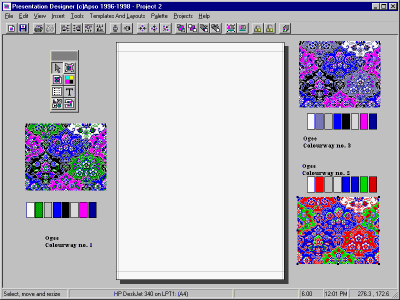 Presentation Designer (c)Apso 1996-1998 - Project 2
File Edit View Insert Tools Templates And Layouts Palette Projects Help
T
Ogee
Colourway no. 3
Ogee
Colourway no. 2
Ogee
Colourway no. 1
Select, move and resize
HP DeskJet 340 on LPT1: (A4)
6.00
12:01 PM
276.3 , 172.6